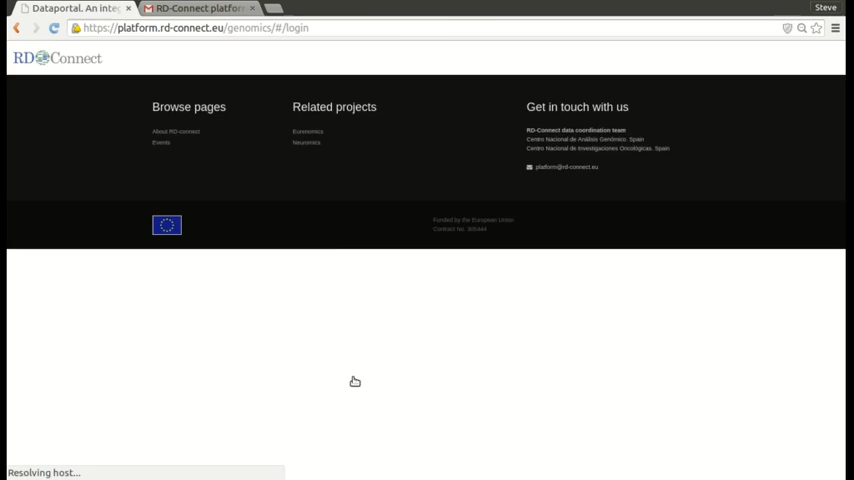 Dataportal. An integ
RD-Connect platform
Steve
https://platform.rd-connect.eu/genomics/#/login
RD Connect
Browse pages
Related projects
Get in touch with us
About RD-connect
Events
Eurenomics
Neuromics
RD-Connect data coordination team
Centro Nacional de Análisis Genómico, Spain
Centro Nacional de Investigaciones Oncológicas, Spain
platform@rd-connect.eu
Funded by the European Union
Contract No. 305444
Resolving host...